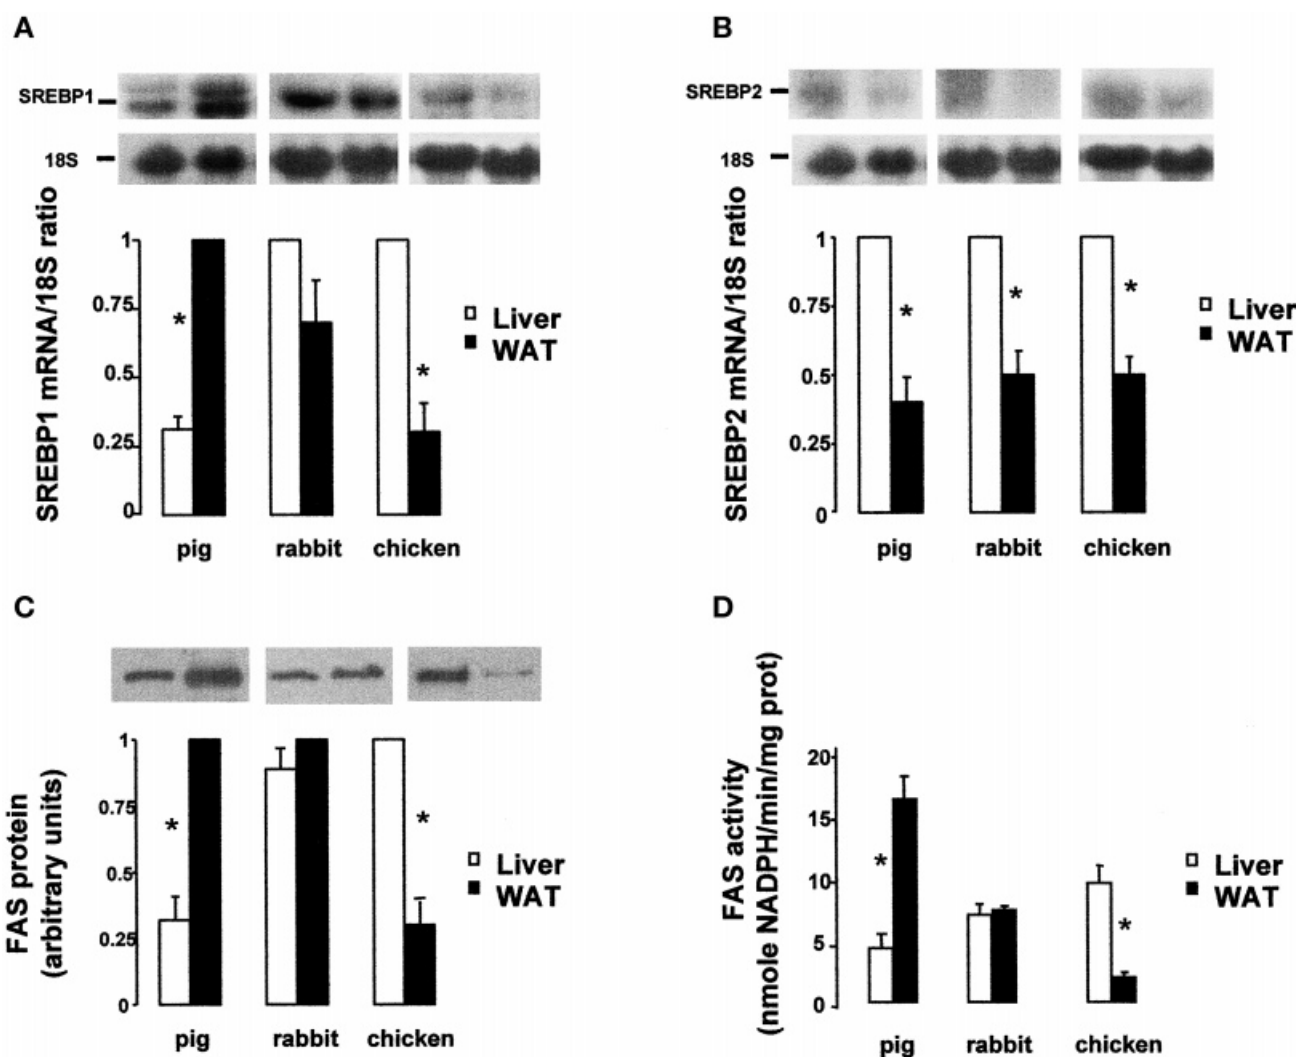 A
SREBP1
18S
SREBP1 mRNA/18S ratio
1
0.75
0.5
0.25
0
*
*
pig rabbit chicken
Liver
WAT
B
SREBP2
18S
SREBP2 mRNA/18S ratio
1
0.75
0.5
0.25
0
*
*
*
pig rabbit chicken
Liver
WAT
C
FAS protein
(arbitrary units)
1
0.75
0.5
0.25
0
*
*
pig rabbit chicken
Liver
WAT
D
FAS activity
(nmole NADPH/min/mg prot)
20
15
10
5
0
*
*
pig rabbit chicken
Liver
WAT